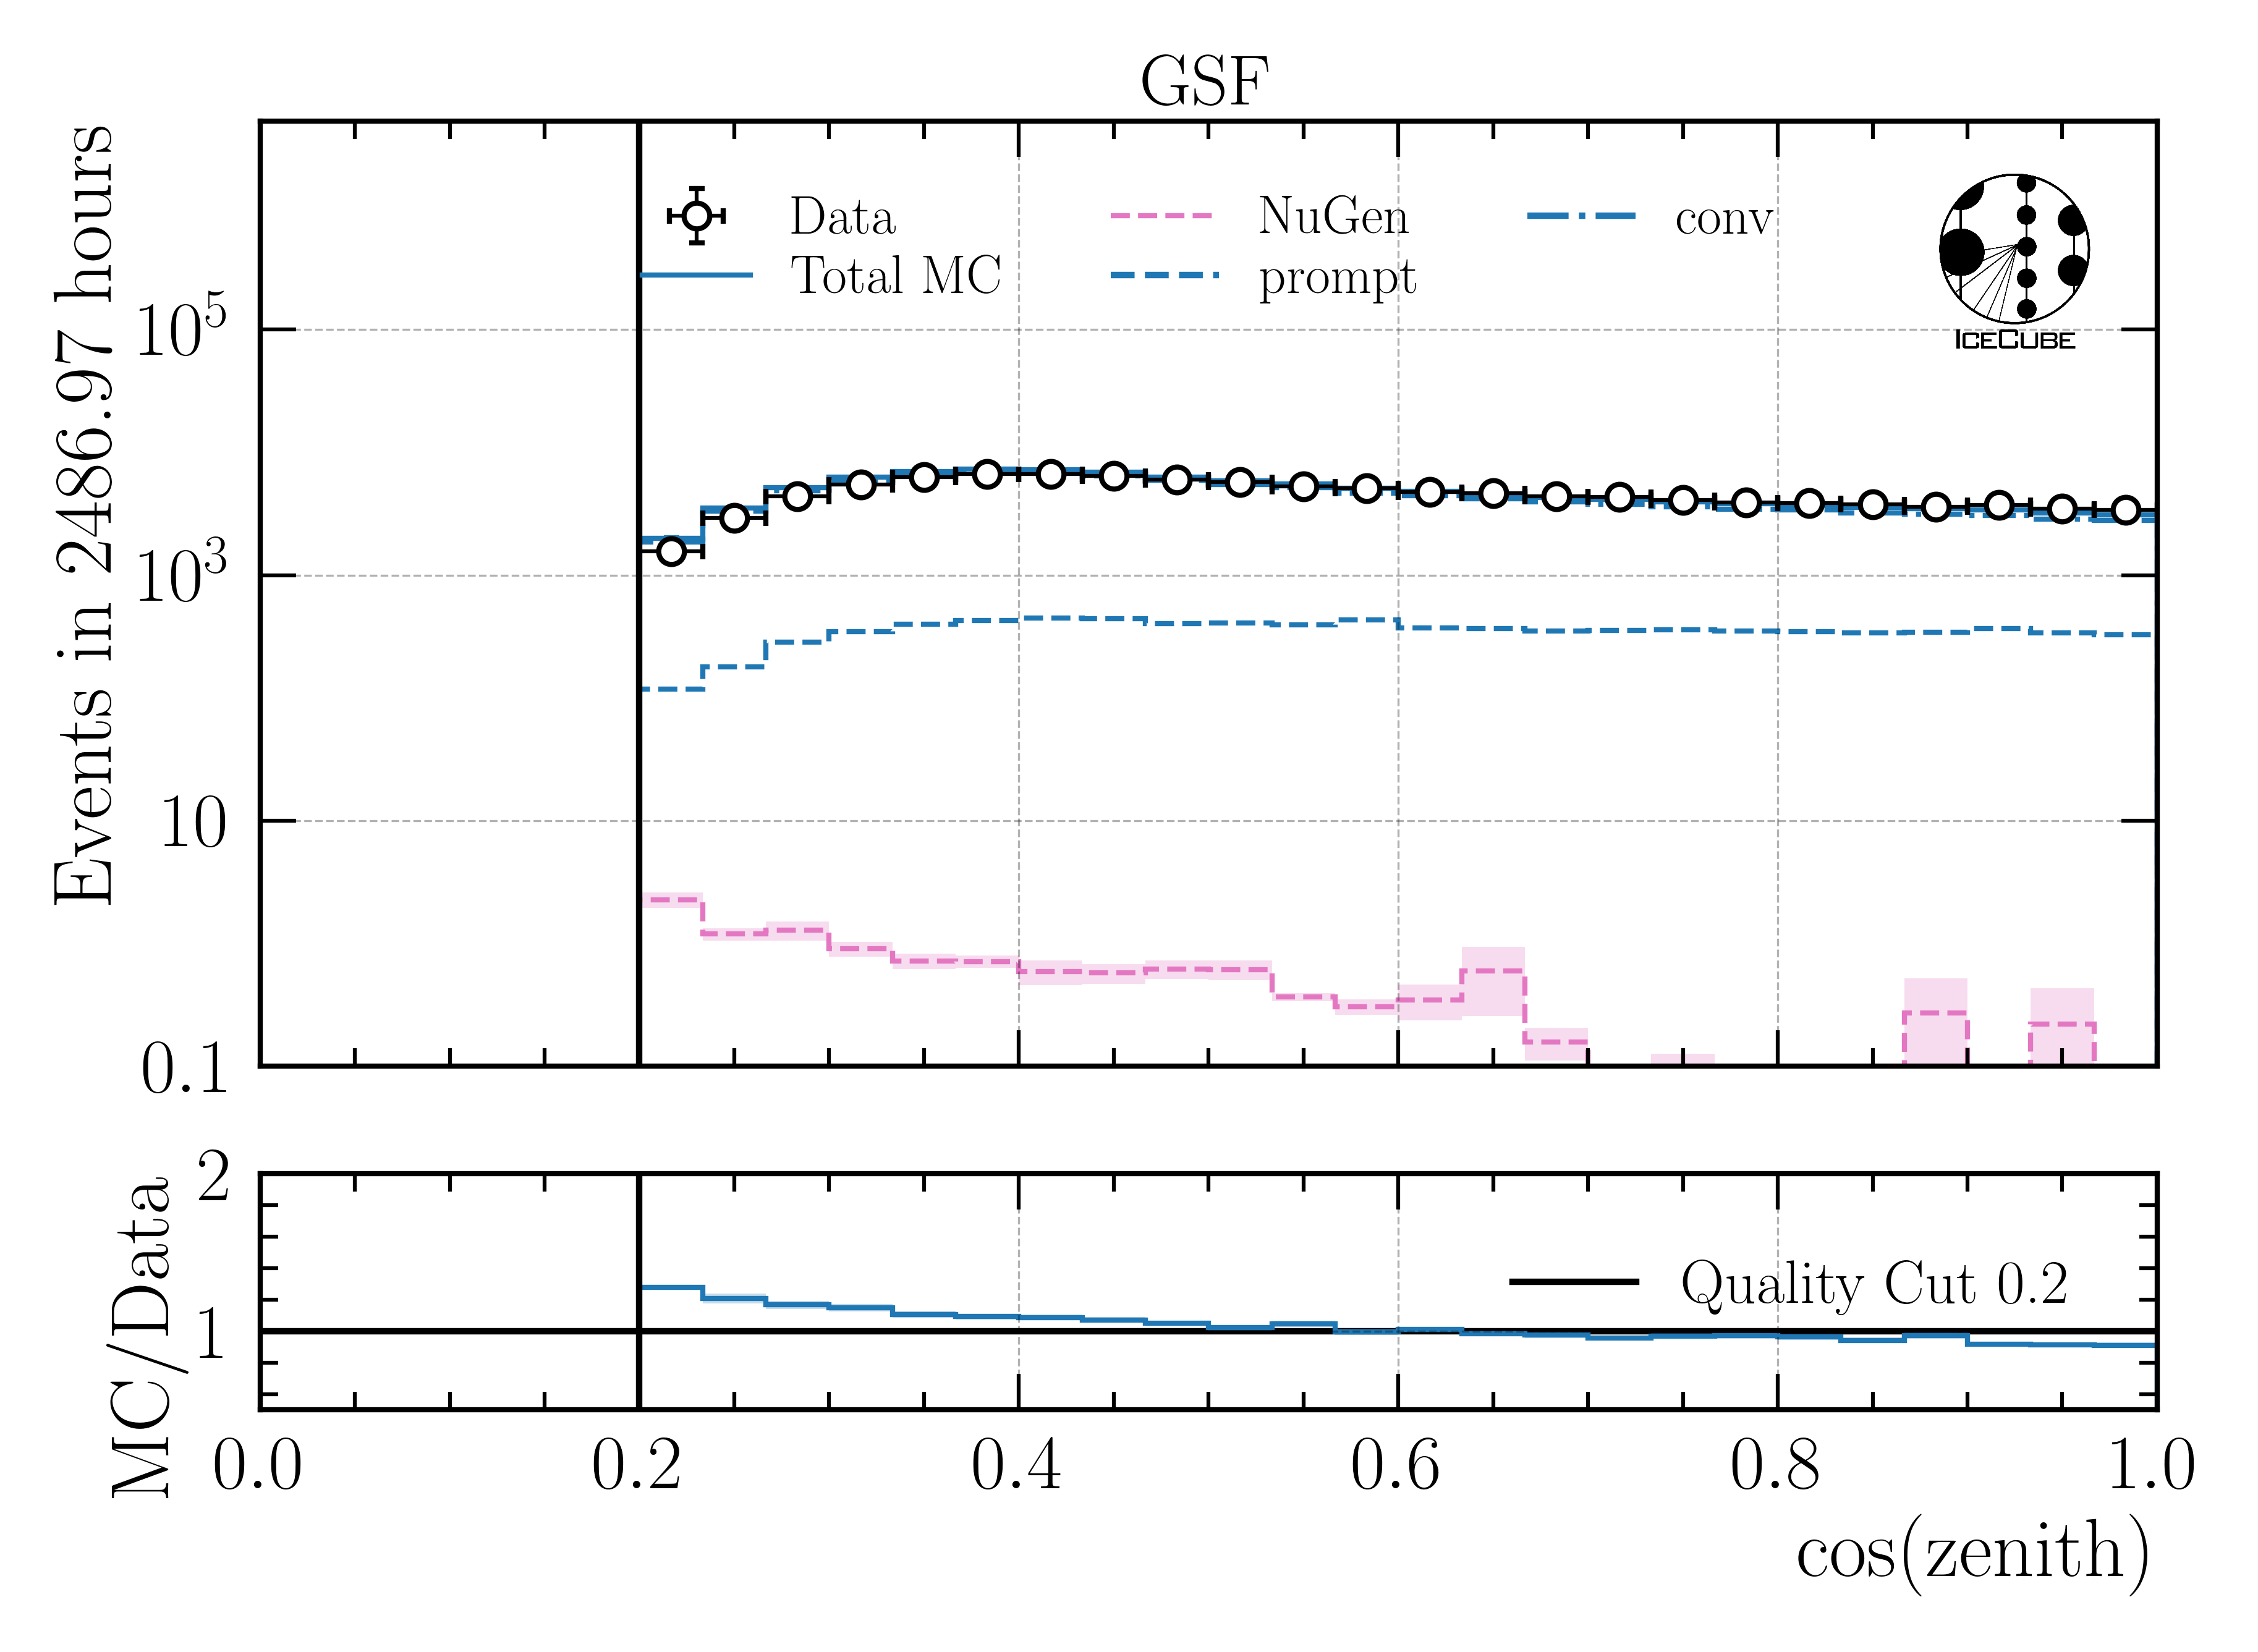 GSF
Events in 2486.97 hours
10^5
10^3
10
0.1
Data
Total MC
NuGen
prompt
conv
ICECUBE
MC/Data
2
1
Quality Cut 0.2
0.0 0.2 0.4 0.6 0.8 1.0
cos(zenith)